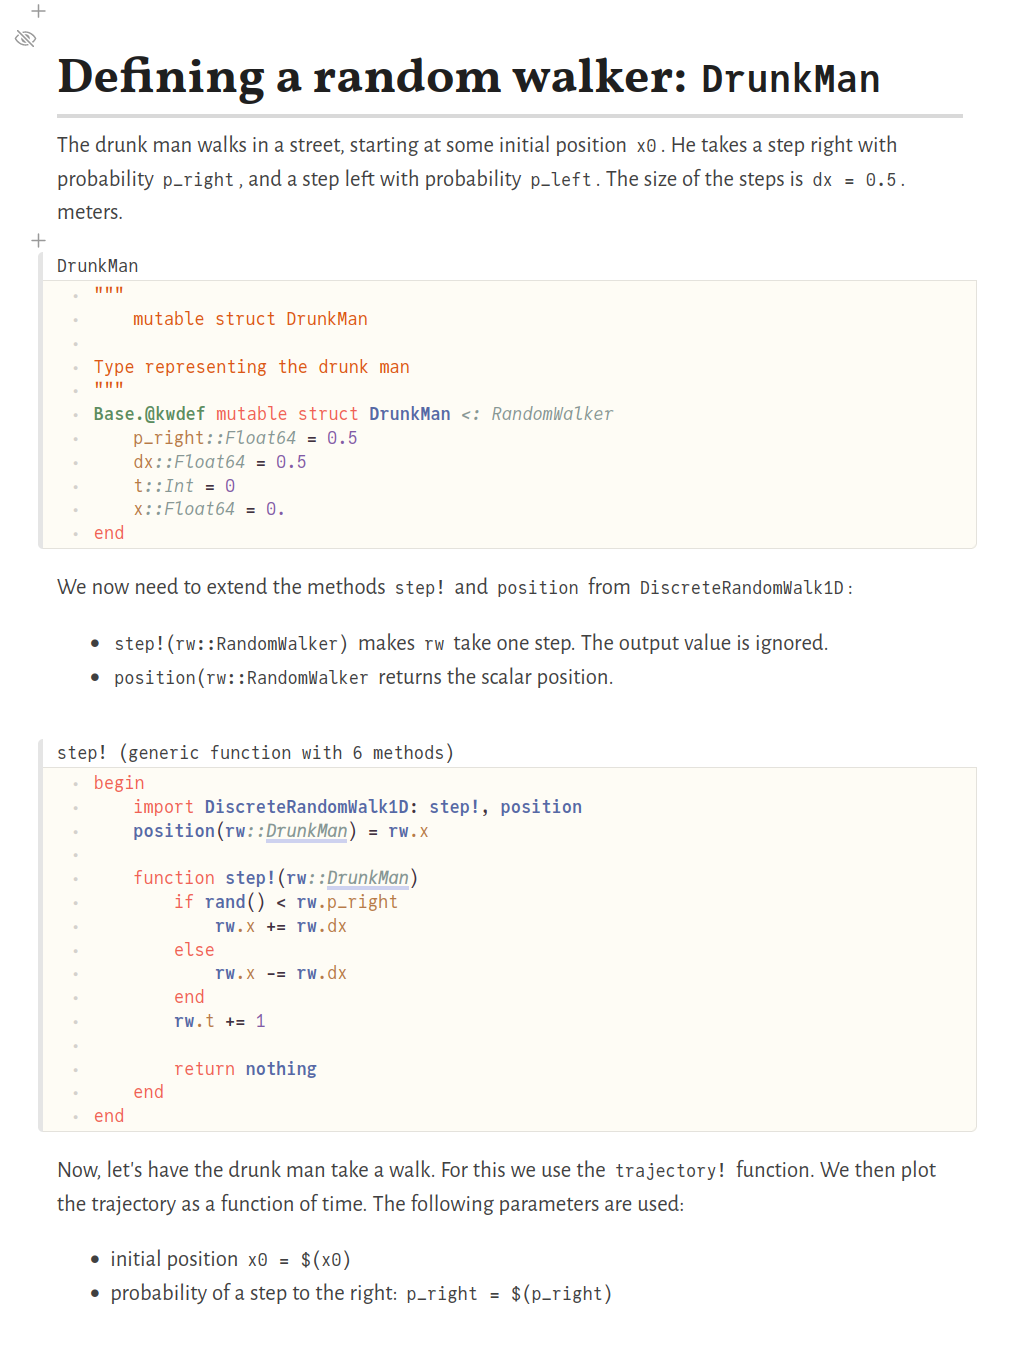 Defining a random walker: DrunkMan
The drunk man walks in a street, starting at some initial position x0. He takes a step right with
probability p_right, and a step left with probability p_left. The size of the steps is dx = 0.5.
meters.
DrunkMan
"""
    mutable struct DrunkMan

Type representing the drunk man
"""
Base.@kwdef mutable struct DrunkMan <: RandomWalker
    p_right::Float64 = 0.5
    dx::Float64 = 0.5
    t::Int = 0
    x::Float64 = 0.
end
We now need to extend the methods step! and position from DiscreteRandomWalk1D:
• step!(rw::RandomWalker) makes rw take one step. The output value is ignored.
• position(rw::RandomWalker returns the scalar position.
step! (generic function with 6 methods)
begin
    import DiscreteRandomWalk1D: step!, position
    position(rw::DrunkMan) = rw.x

    function step!(rw::DrunkMan)
        if rand() < rw.p_right
            rw.x += rw.dx
        else
            rw.x -= rw.dx
        end
        rw.t += 1

        return nothing
    end
end
Now, let's have the drunk man take a walk. For this we use the trajectory! function. We then plot
the trajectory as a function of time. The following parameters are used:
• initial position x0 = $(x0)
• probability of a step to the right: p_right = $(p_right)